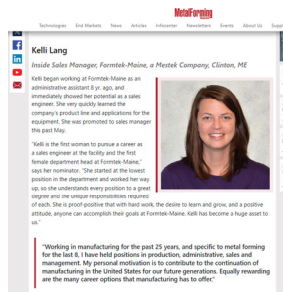 MetalForming
Technologies End Markets News Articles Infocenter Newsletters Events About Us Suppl
Kelli Lang
Inside Sales Manager, Formtek-Maine, a Mestek Company, Clinton, ME
Kelli began working at Formtek-Maine as an
administrative assistant 8 yr. ago, and
immediately showed her potential as a sales
engineer. She very quickly learned the
company's product line and applications for the
equipment. She was promoted to sales manager
this past May.
"Kelli is the first woman to pursue a career as
a sales engineer at the facility and the first
female department head at Formtek-Maine,"
says her nominator. "She started at the lowest
position in the department and worked her way
up, so she understands every position to a great
degree and the unique responsibilities required
of each. She is proof-positive that with hard work, the desire to learn and grow, and a positive
attitude, anyone can accomplish their goals at Formtek-Maine. Kelli has become a huge asset to
us."
"Working in manufacturing for the past 25 years, and specific to metal forming
for the last 8, I have held positions in production, administrative, sales and
management. My personal motivation is to contribute to the continuation of
manufacturing in the United States for our future generations. Equally rewarding
are the many career options that manufacturing has to offer."